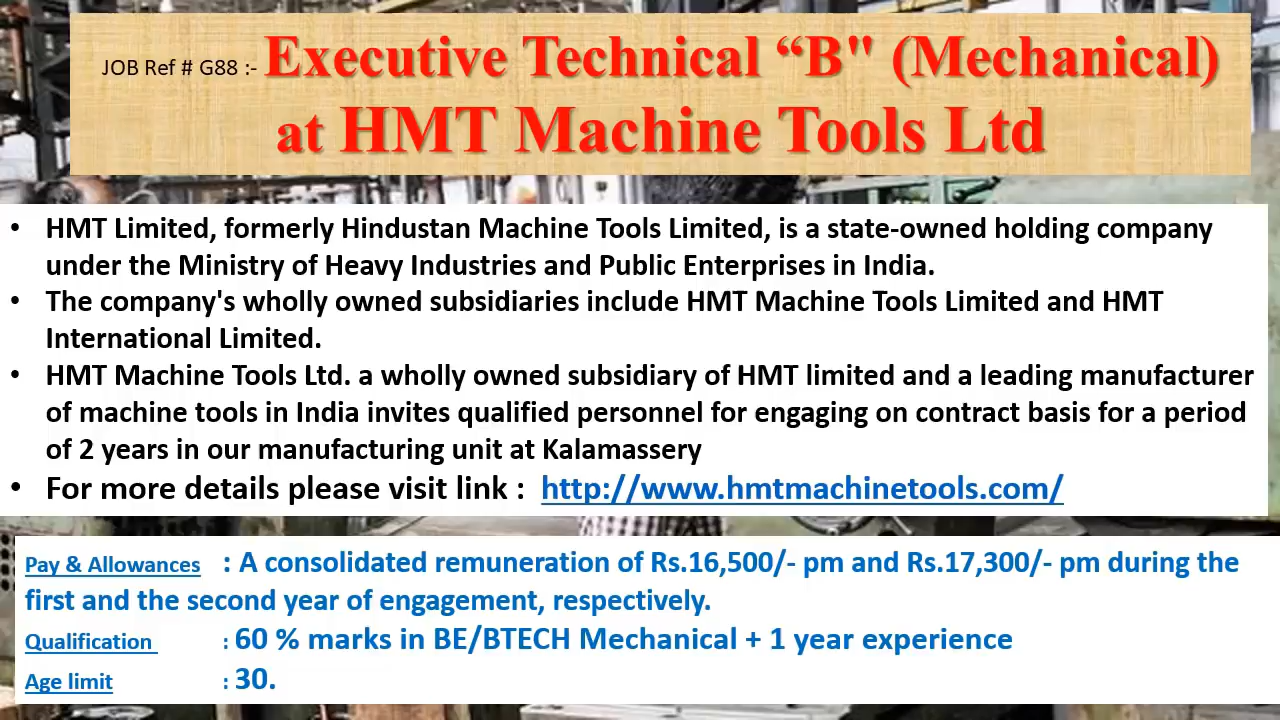 JOB Ref # G88 :- Executive Technical “B" (Mechanical)
at HMT Machine Tools Ltd
• HMT Limited, formerly Hindustan Machine Tools Limited, is a state-owned holding company
under the Ministry of Heavy Industries and Public Enterprises in India.
• The company's wholly owned subsidiaries include HMT Machine Tools Limited and HMT
International Limited.
• HMT Machine Tools Ltd. a wholly owned subsidiary of HMT limited and a leading manufacturer
of machine tools in India invites qualified personnel for engaging on contract basis for a period
of 2 years in our manufacturing unit at Kalamassery
• For more details please visit link : http://www.hmtmachinetools.com/
Pay & Allowances : A consolidated remuneration of Rs.16,500/- pm and Rs.17,300/- pm during the
first and the second year of engagement, respectively.
Qualification : 60 % marks in BE/BTECH Mechanical + 1 year experience
Age limit : 30.